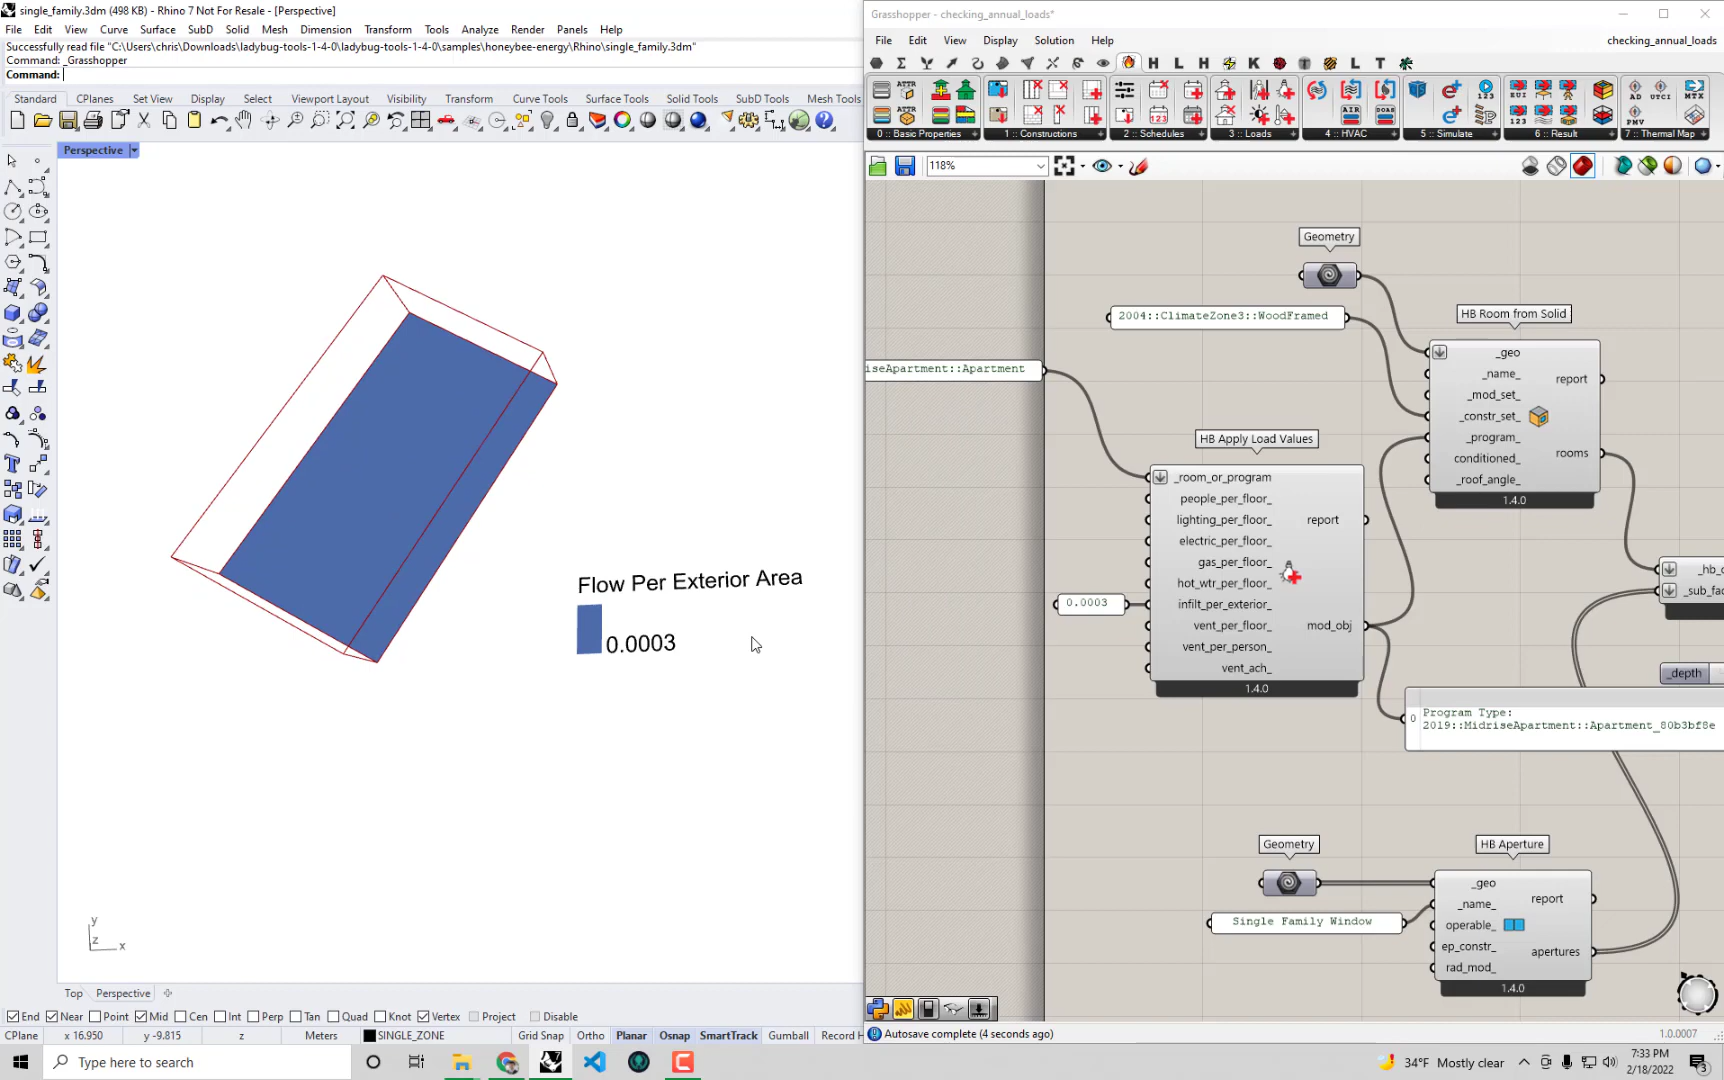 single_family.3dm (498 KB) - Rhino 7 Not For Resale - [Perspective]
File Edit View Curve Surface SubD Solid Mesh Dimension Transform Tools Analyze Render Panels Help
Successfully read file "C:\Users\chris\Downloads\ladybug-tools-1-4-0\ladybug-tools-1-4-0\samples\honeybee-energy\Rhino\single_family.3dm"
Command: _Grasshopper
Command:
Standard CPlanes Set View Display Select Viewport Layout Visibility Transform Curve Tools Surface Tools Solid Tools SubD Tools Mesh Tools
Perspective
Flow Per Exterior Area
0.0003
y
z x
Top Perspective
End Near Point Mid Cen Int Perp Tan Quad Knot Vertex Project Disable
CPlane x 16.950 y -9.815 z Meters SINGLE_ZONE Grid Snap Ortho Planar Osnap SmartTrack Gumball Record H
Grasshopper - checking_annual_loads*
File Edit View Display Solution Help checking_annual_loads
H L H K L T
0 :: Basic Properties 1 :: Constructions 2 :: Schedules 3 :: Loads 4 :: HVAC 5 :: Simulate 6 :: Result 7 :: Thermal Map
118%
Geometry
2004::ClimateZone3::WoodFramed
HB Room from Solid
_geo
_name_
_mod_set_
_constr_set_
_program_
conditioned_
_roof_angle_
report
rooms
1.4.0
iseApartment::Apartment
HB Apply Load Values
_room_or_program
people_per_floor_
lighting_per_floor_
electric_per_floor_
gas_per_floor_
hot_wtr_per_floor_
infilt_per_exterior_
vent_per_floor_
vent_per_person_
vent_ach_
report
mod_obj
1.4.0
0.0003
_hb_o
_sub_fac
_depth
0 Program Type:
2019::MidriseApartment::Apartment_80b3bf8e
Geometry
Single Family Window
HB Aperture
_geo
_name_
operable_
ep_constr_
rad_mod_
report
apertures
1.4.0
Autosave complete (4 seconds ago)
1.0.0007
Type here to search
34°F Mostly clear
7:33 PM
2/18/2022
3